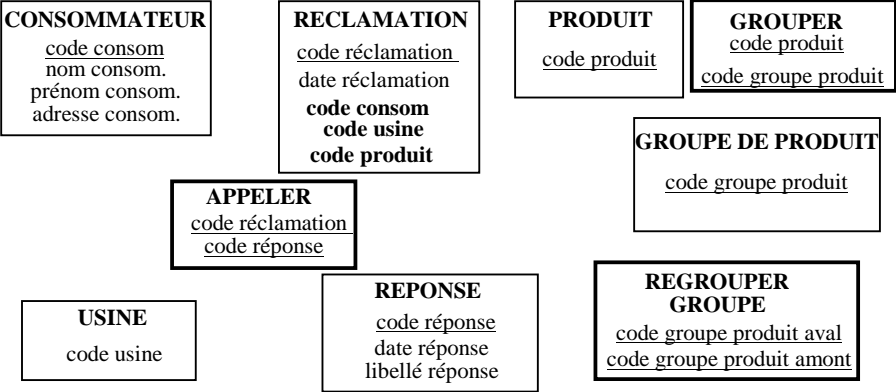 CONSOMMATEUR
code consom
nom consom.
prénom consom.
adresse consom.
RECLAMATION
code réclamation
date réclamation
code consom
code usine
code produit
PRODUIT
code produit
GROUPER
code produit
code groupe produit
GROUPE DE PRODUIT
code groupe produit
APPELER
code réclamation
code réponse
USINE
code usine
REPONSE
code réponse
date réponse
libellé réponse
REGROUPER
GROUPE
code groupe produit aval
code groupe produit amont